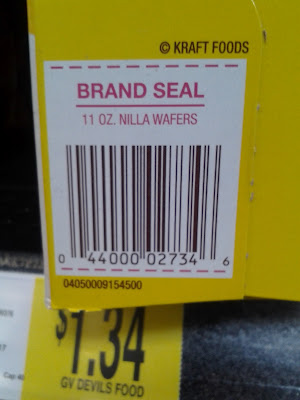 © KRAFT FOODS
BRAND SEAL
11 OZ. NILLA WAFERS
0 44000 02734 6
04050009154500
$1.34
GV DEVILS FOOD